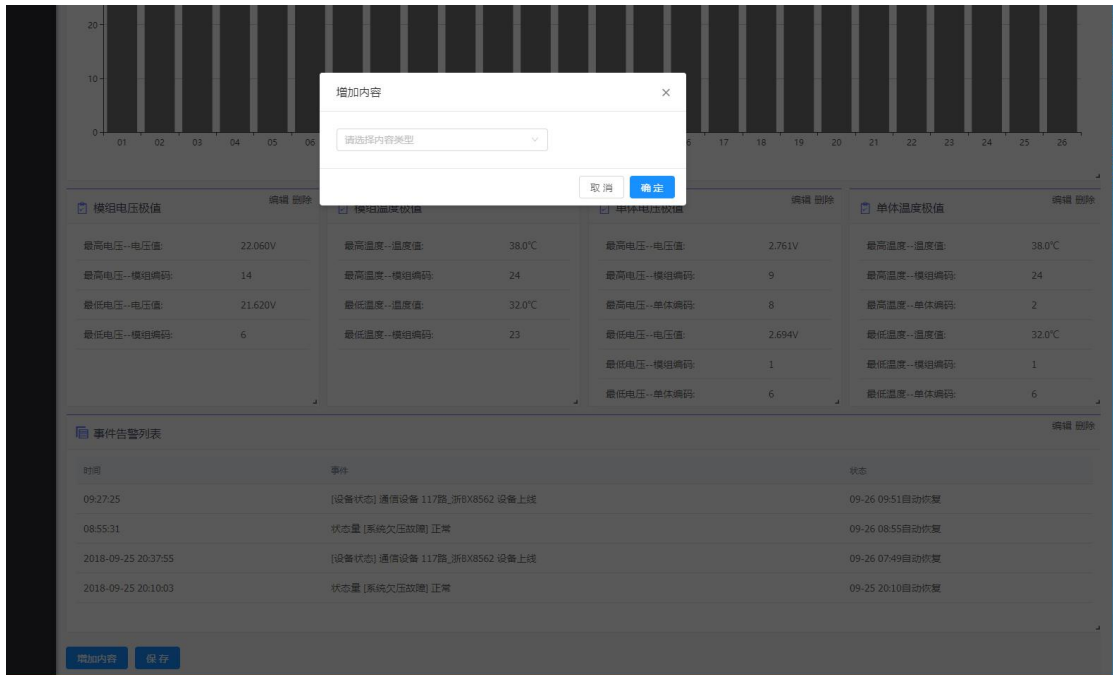 20
10
0
01 02 03 04 05 06 6 17 18 19 20 21 22 23 24 25 26
增加内容 ×
请选择内容类型
取 消 确 定
模组电压极值 编辑 删除
模组温度极值
单体电压极值 编辑 删除
单体温度极值 编辑 删除
最高电压--电压值: 22.060V 最高温度--温度值: 38.0℃ 最高电压--电压值: 2.761V 最高温度--温度值: 38.0℃
最高电压--模组编码: 14 最高温度--模组编码: 24 最高电压--模组编码: 9 最高温度--模组编码: 24
最低电压--电压值: 21.620V 最低温度--温度值: 32.0℃ 最高电压--单体编码: 8 最高温度--单体编码: 2
最低电压--模组编码: 6 最低温度--模组编码: 23 最低电压--电压值: 2.694V 最低温度--温度值: 32.0℃
最低电压--模组编码: 1 最低温度--模组编码: 1
最低电压--单体编码: 6 最低温度--单体编码: 6
事件告警列表 编辑 删除
时间 事件 状态
09:27:25 [设备状态] 通信设备 117路_浙BX8562 设备上线 09-26 09:51自动恢复
08:55:31 状态量 [系统欠压故障] 正常 09-26 08:55自动恢复
2018-09-25 20:37:55 [设备状态] 通信设备 117路_浙BX8562 设备上线 09-26 07:49自动恢复
2018-09-25 20:10:03 状态量 [系统欠压故障] 正常 09-25 20:10自动恢复
增加内容 保 存